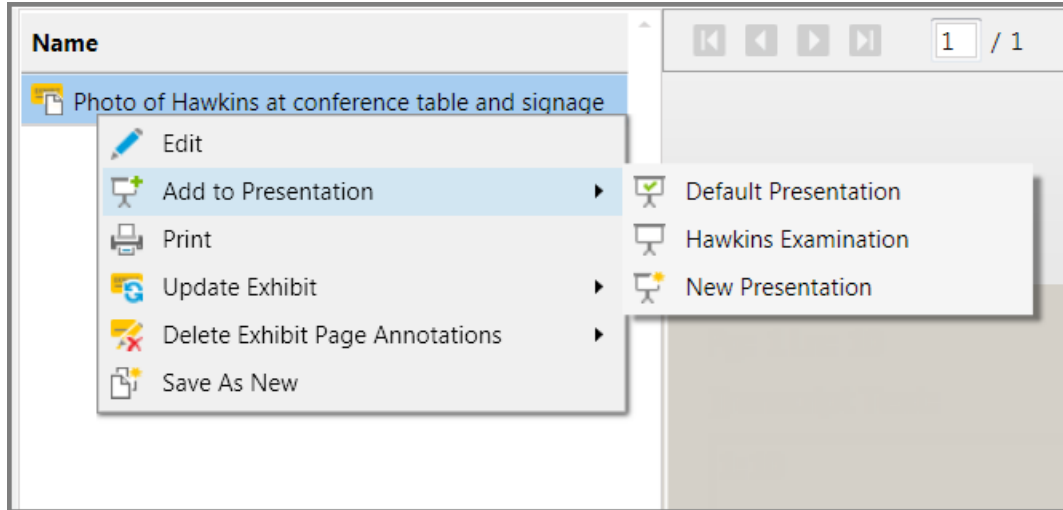 Name
1 / 1
Photo of Hawkins at conference table and signage
Edit
Add to Presentation
Default Presentation
Print
Hawkins Examination
Update Exhibit
New Presentation
Delete Exhibit Page Annotations
Save As New